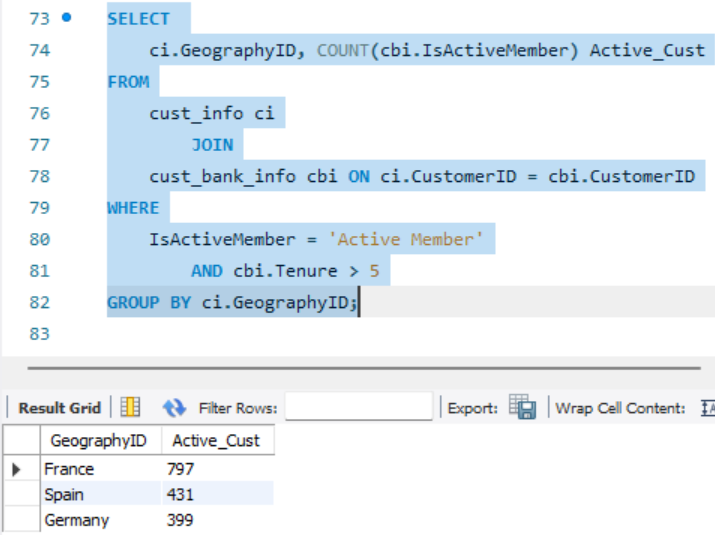 73 SELECT
74 ci.GeographyID, COUNT(cbi.IsActiveMember) Active_Cust
75 FROM
76 cust_info ci
77 JOIN
78 cust_bank_info cbi ON ci.CustomerID = cbi.CustomerID
79 WHERE
80 IsActiveMember = 'Active Member'
81 AND cbi.Tenure > 5
82 GROUP BY ci.GeographyID;
83
Result Grid Filter Rows: Export: Wrap Cell Content:
GeographyID Active_Cust
France 797
Spain 431
Germany 399